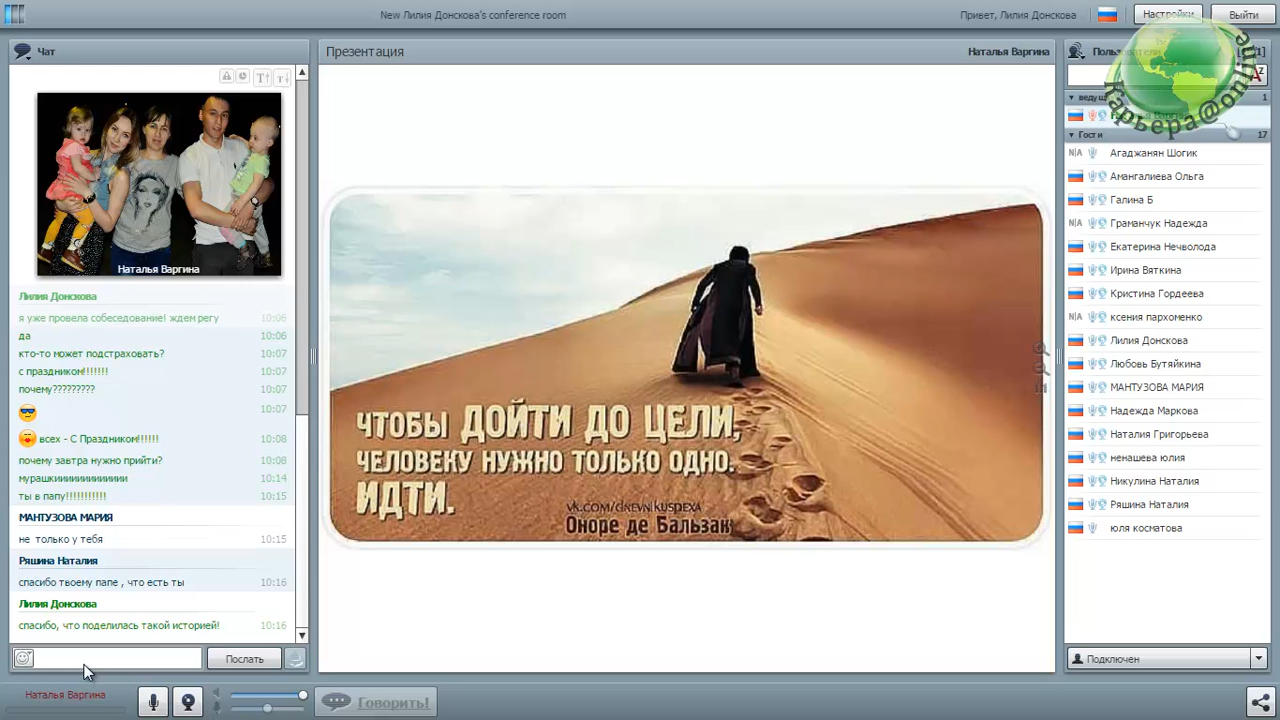 New Лилия Донскова's conference room
Привет, Лилия Донскова
Настройки
Выйти
Чат
Наталья Варгина
Лилия Донскова
я уже провела собеседование! ждем регу 10:06
да 10:06
кто-то может подстраховать? 10:07
с праздником!!!!!!! 10:07
почему????????? 10:07
10:07
всех - С Праздником!!!!!! 10:08
почему завтра нужно прийти? 10:08
мурашкииииииииииииии 10:14
ты в папу!!!!!!!!!!! 10:15
МАНТУЗОВА МАРИЯ
не только у тебя 10:15
Ряшина Наталия
спасибо твоему папе , что есть ты 10:16
Лилия Донскова
спасибо, что поделилась такой историей! 10:16
Послать
Наталья Варгина
Говорить!
Презентация
Наталья Варгина
ЧТОБЫ ДОЙТИ ДО ЦЕЛИ,
ЧЕЛОВЕКУ НУЖНО ТОЛЬКО ОДНО.
ИДТИ.
vk.com/dnevnikuspexa
Оноре де Бальзак
Карьера@online
ведущ 1
Гости 17
N|A Агаджанян Шогик
Амангалиева Ольга
Галина Б
N|A Граманчук Надежда
Екатерина Нечволода
Ирина Вяткина
Кристина Гордеева
N|A ксения пархоменко
Лилия Донскова
Любовь Бутяйкина
МАНТУЗОВА МАРИЯ
Надежда Маркова
Наталия Григорьева
ненашева юлия
Никулина Наталия
Ряшина Наталия
юля косматова
Подключен